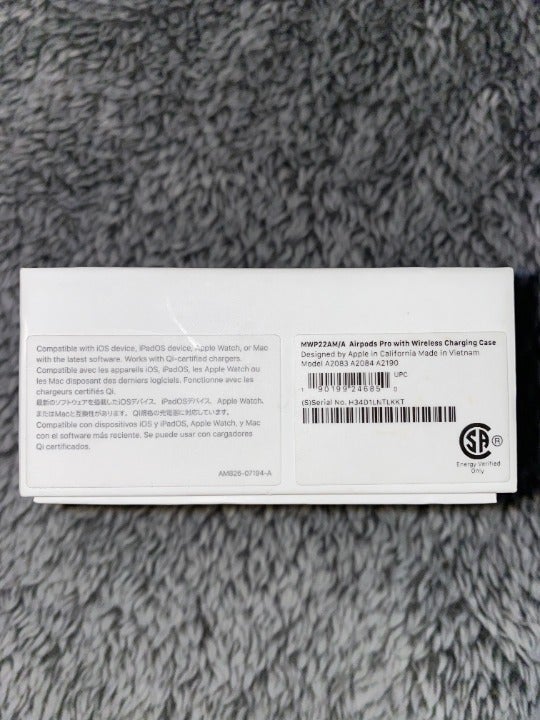 Compatible with iOS device, iPadOS device, Apple Watch, or Mac
with the latest software. Works with Qi-certified chargers.
Compatible avec les appareils iOS, iPadOS, les Apple Watch ou
les Mac disposant des derniers logiciels. Fonctionne avec les
chargeurs certifiés Qi.
最新のソフトウェアを搭載したiOSデバイス、iPadOSデバイス、Apple Watch、
またはMacと互換性があります。Qi規格の充電器に対応しています。
Compatible con dispositivos iOS y iPadOS, Apple Watch, y Mac
con el software más reciente. Se puede usar con cargadores
Qi certificados.
AM826-07194-A
MWP22AM/A Airpods Pro with Wireless Charging Case
Designed by Apple in California Made in Vietnam
Model A2083 A2084 A2190
UPC
1 90199 24685 0
(S)Serial No. H34D1LNTLKKT
SA ®
Energy Verified
Only